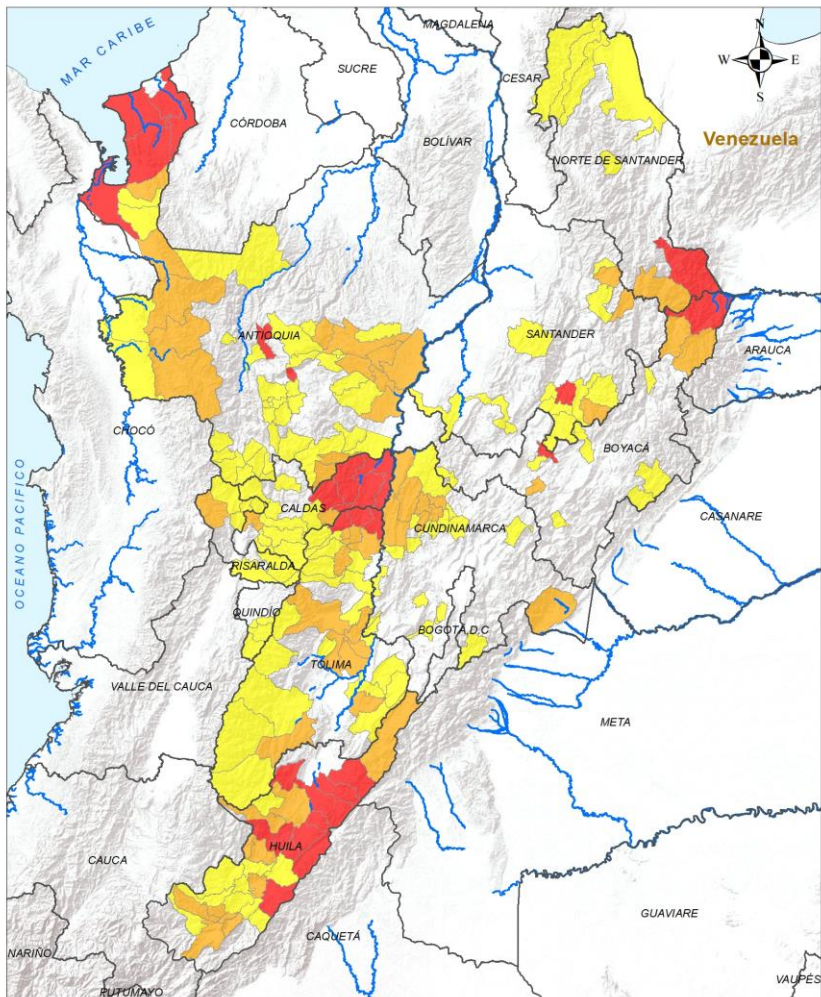 MAGDALENA
N
MAR CARIBE
W E
SUCRE
CESAR
S
CÓRDOBA
BOLÍVAR
Venezuela
NORTE DE SANTANDER
ANTIOQUIA
SANTANDER
ARAUCA
CHOCÓ
BOYACÁ
OCEANO PACIFICO
CALDAS
CUNDINAMARCA
CASANARE
RISARALDA
QUINDÍO
BOGOTÁ, D.C
TOLIMA
VALLE DEL CAUCA
META
HUILA
CAUCA
GUAVIARE
CAQUETÁ
NARIÑO
PUTUMAYO
VAUPÉS